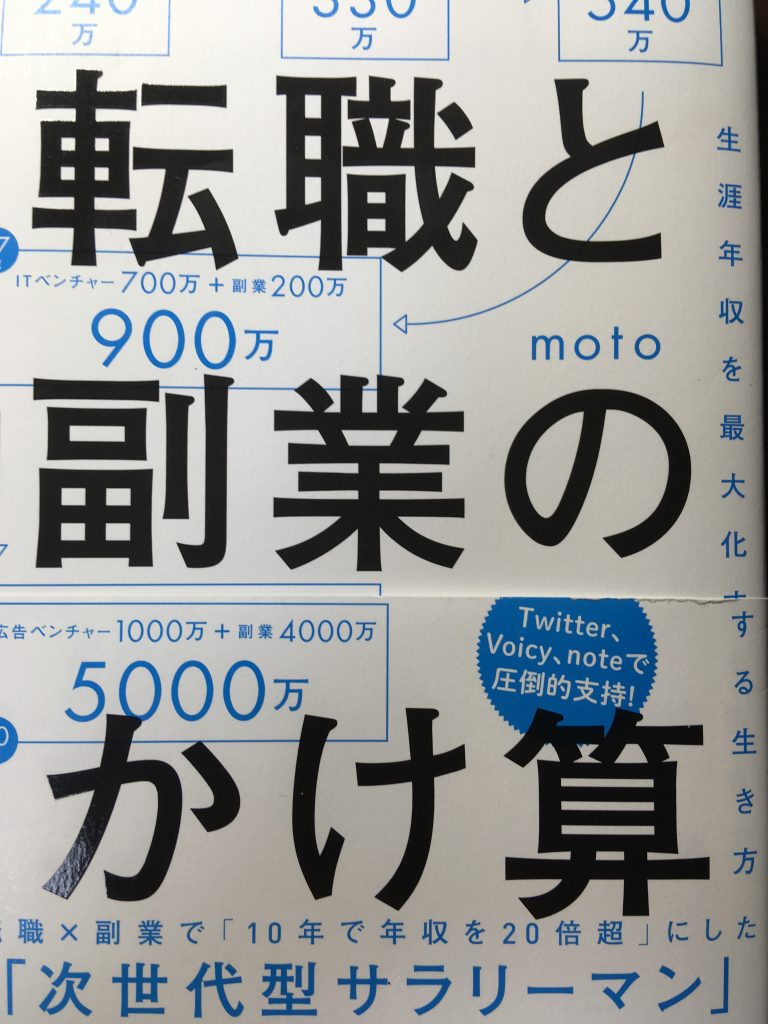 240
万
330
万
540
万
転職と
7
ITベンチャー700万+副業200万
900万
moto
副業の
生涯年収を最大化する生き方
広告ベンチャー1000万+副業4000万
5000万
Twitter、
Voicy、noteで
圧倒的支持!
かけ算
職×副業で「10年で年収を20倍超」にした
「次世代型サラリーマン」